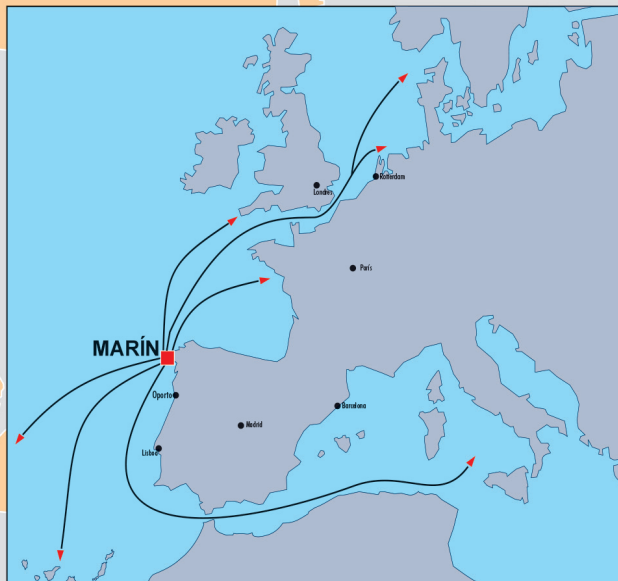 Londres
Rotterdam
París
MARÍN
Oporto
Barcelona
Madrid
Lisboa